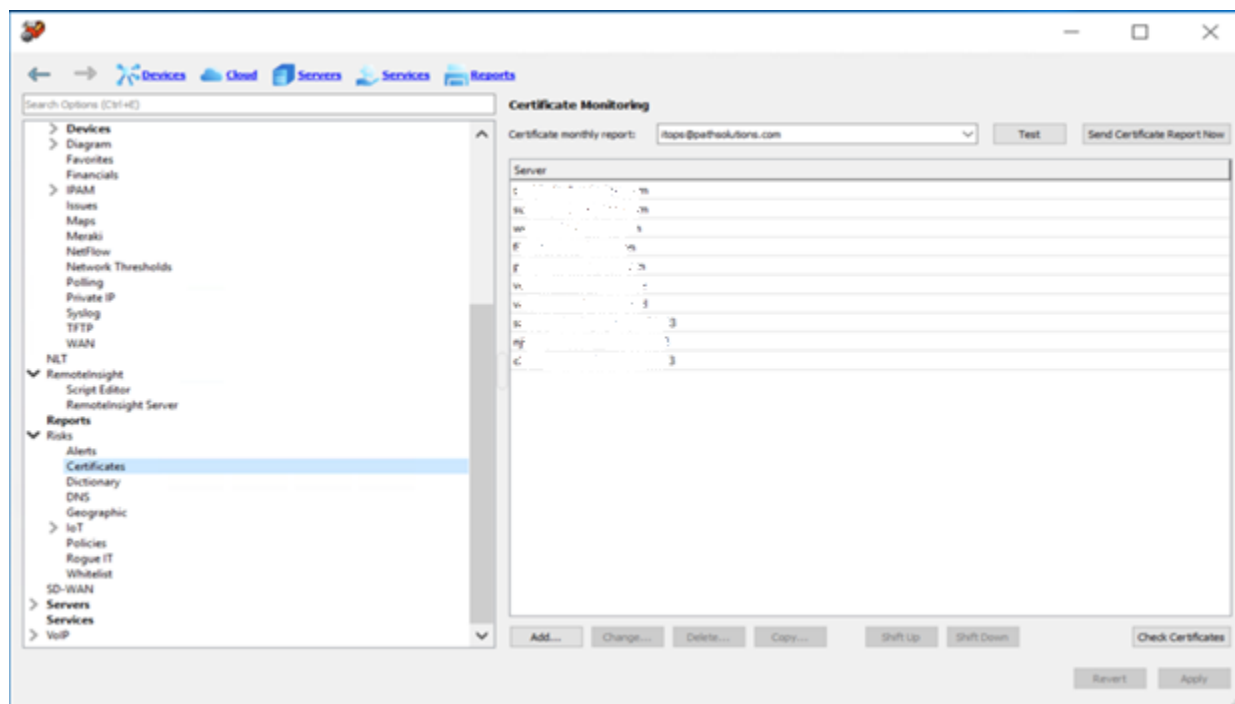 Devices Cloud Servers Services Reports
Search Options (Ctrl+E)
Devices
Diagram
Favorites
Financials
IPAM
Issues
Maps
Meraki
NetFlow
Network Thresholds
Polling
Private IP
Syslog
TFTP
WAN
NLT
RemoteInsight
Script Editor
RemoteInsight Server
Reports
Risks
Alerts
Certificates
Dictionary
DNS
Geographic
IoT
Policies
Rogue IT
Whitelist
SD-WAN
Servers
Services
VoIP
Certificate Monitoring
Certificate monthly report: itops@pathsolutions.com Test Send Certificate Report Now
Server
Add... Change... Delete... Copy... Shift Up Shift Down Check Certificates
Revert Apply